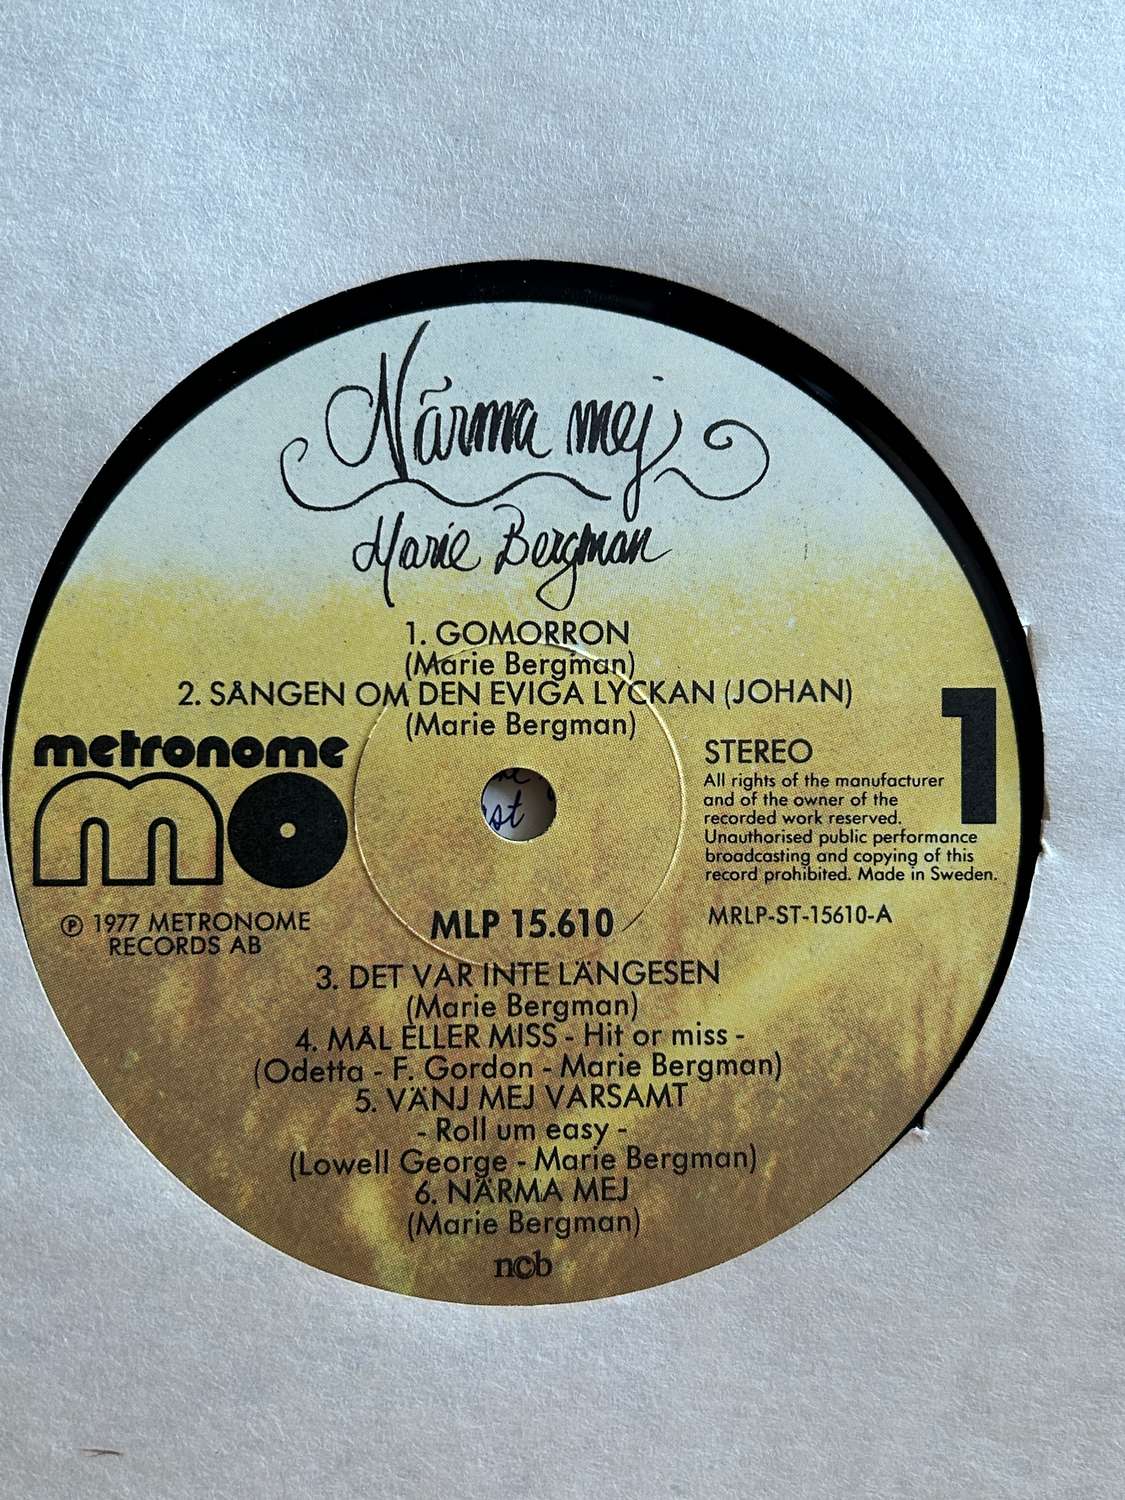 Närma mej
Marie Bergman
1. GOMORRON
(Marie Bergman)
2. SÅNGEN OM DEN EVIGA LYCKAN (JOHAN)
(Marie Bergman)
metronome
mo
℗ 1977 METRONOME
RECORDS AB
st
STEREO
All rights of the manufacturer
and of the owner of the
recorded work reserved.
Unauthorised public performance
broadcasting and copying of this
record prohibited. Made in Sweden.
1
MLP 15.610
MRLP-ST-15610-A
3. DET VAR INTE LÄNGESEN
(Marie Bergman)
4. MÅL ELLER MISS - Hit or miss -
(Odetta - F. Gordon - Marie Bergman)
5. VÄNJ MEJ VARSAMT
- Roll um easy -
(Lowell George - Marie Bergman)
6. NÄRMA MEJ
(Marie Bergman)
ncb